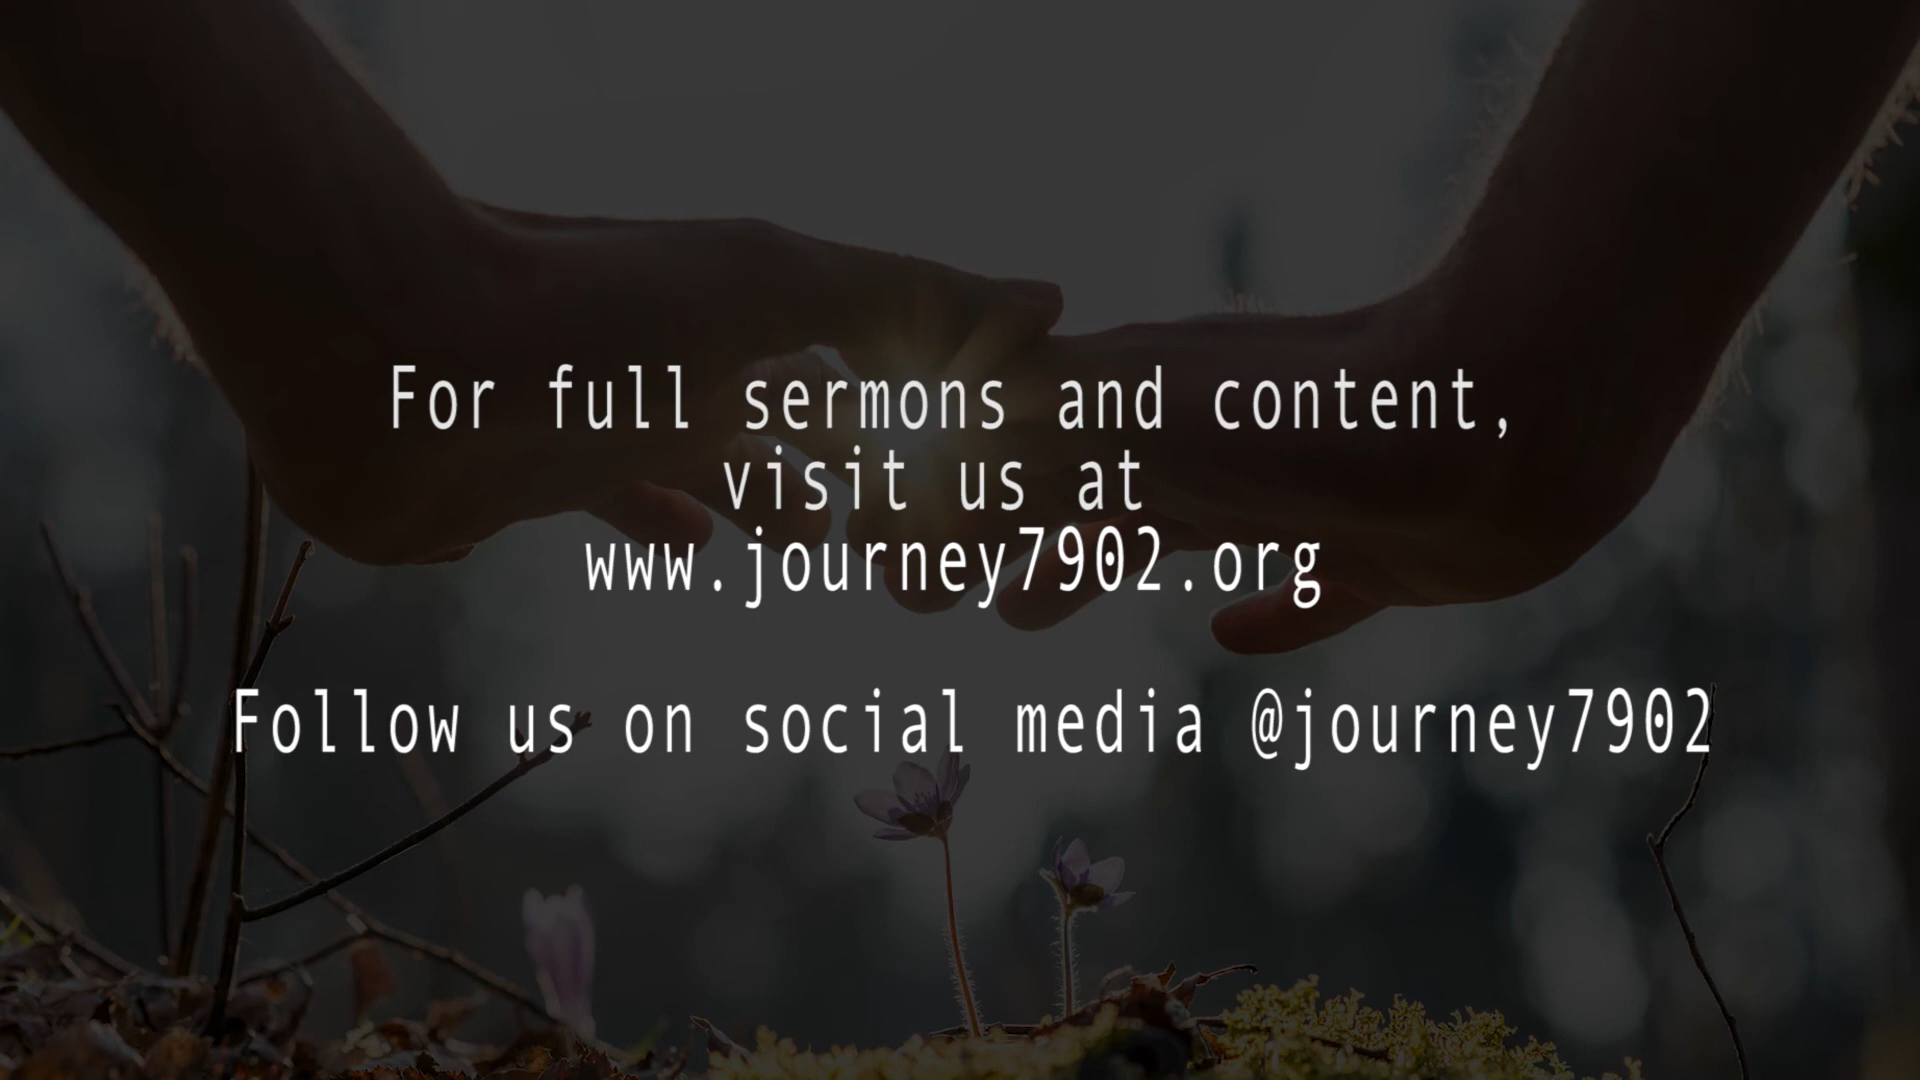 For full sermons and content,
visit us at
www.journey7902.org
Follow us on social media @journey7902